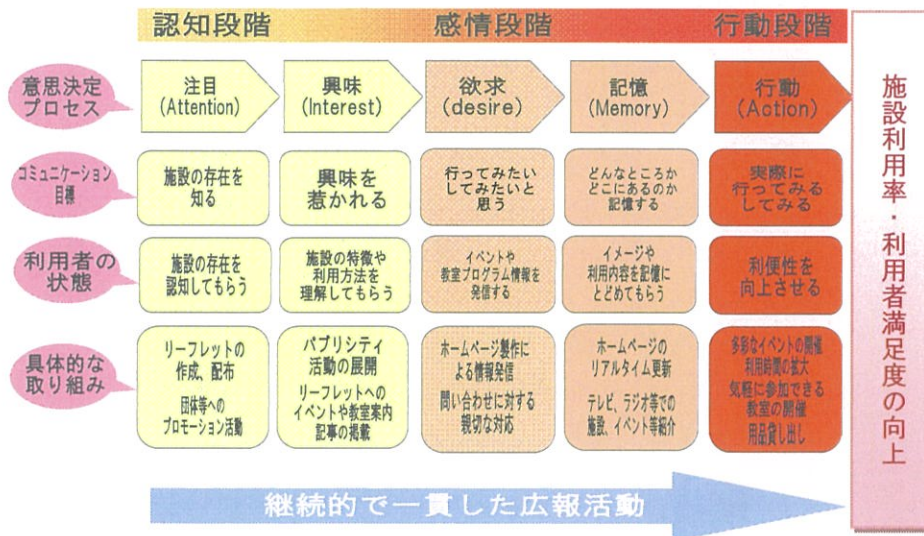 認知段階
感情段階
行動段階
意思決定
プロセス
注目
(Attention)
興味
(Interest)
欲求
(desire)
記憶
(Memory)
行動
(Action)
コミュニケーション
目標
施設の存在を
知る
興味を
惹かれる
行ってみたい
してみたいと
思う
どんなところか
どこにあるのか
記憶する
実際に
行ってみる
してみる
利用者の
状態
施設の存在を
認知してもらう
施設の特徴や
利用方法を
理解してもらう
イベントや
教室プログラム情報を
発信する
イメージや
利用内容を記憶に
とどめてもらう
利便性を
向上させる
具体的な
取り組み
リーフレットの
作成、配布
団体等への
プロモーション活動
パブリシティ
活動の展開
リーフレットへの
イベントや教室案内
記事の掲載
ホームページ製作に
よる情報発信
問い合わせに対する
親切な対応
ホームページの
リアルタイム更新
テレビ、ラジオ等での
施設、イベント等紹介
多彩なイベントの開催
利用時間の拡大
気軽に参加できる
教室の開催
用品貸し出し
継続的で一貫した広報活動
施設利用率・利用者満足度の向上